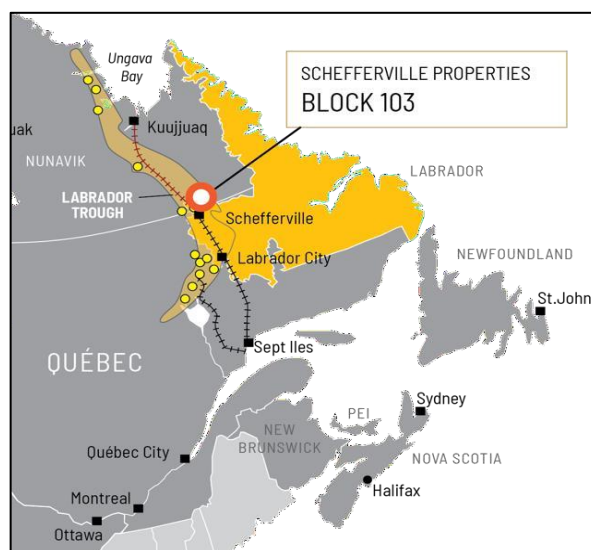 Ungava
Bay
SCHEFFERVILLE PROPERTIES
BLOCK 103
uak
Kuujjuaq
NUNAVIK
LABRADOR
LABRADOR
TROUGH
Schefferville
NEWFOUNDLAND
Labrador City
St.John
Sept Iles
QUÉBEC
Sydney
PEI
NEW
BRUNSWICK
Québec City
NOVA SCOTIA
Halifax
Montreal
Ottawa